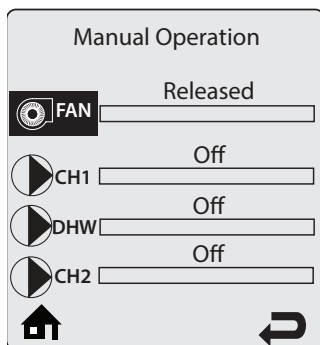 Manual Operation
Released
FAN
Off
CH1
Off
DHW
Off
CH2